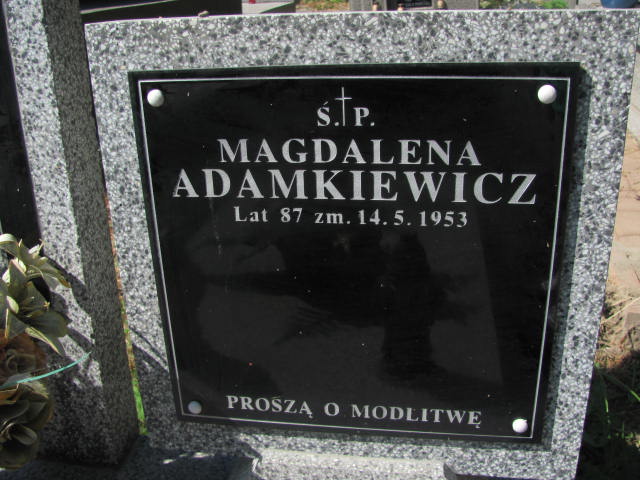 Ś.†P.
MAGDALENA
ADAMKIEWICZ
Lat 87 zm. 14.5.1953
PROSZĄ O MODLITWĘ